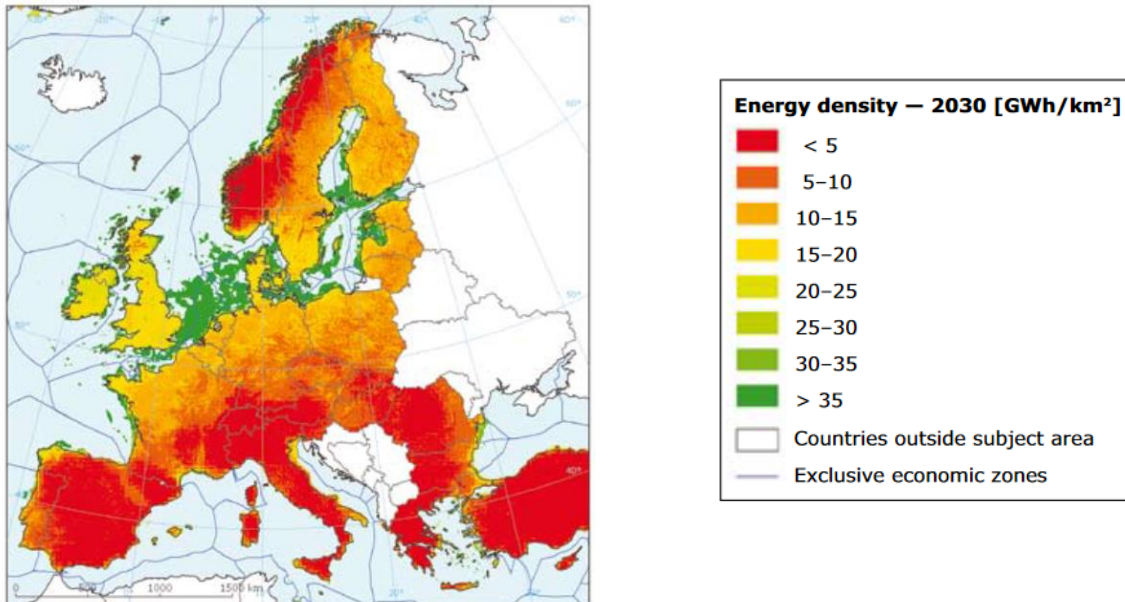 Energy density — 2030 [GWh/km²]
< 5
5–10
10–15
15–20
20–25
25–30
30–35
> 35
Countries outside subject area
Exclusive economic zones
0 500 1000 1500 km